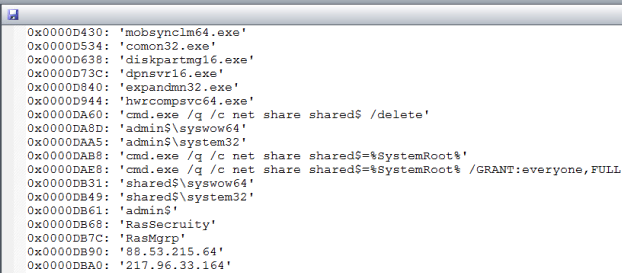 0x0000D430: 'mobsynclm64.exe'
0x0000D534: 'comon32.exe'
0x0000D638: 'diskpartmg16.exe'
0x0000D73C: 'dpnsvr16.exe'
0x0000D840: 'expandmn32.exe'
0x0000D944: 'hwrcompsvc64.exe'
0x0000DA60: 'cmd.exe /q /c net share shared$ /delete'
0x0000DA8D: 'admin$\syswow64'
0x0000DAA5: 'admin$\system32'
0x0000DAB8: 'cmd.exe /q /c net share shared$=%SystemRoot%'
0x0000DAE8: 'cmd.exe /q /c net share shared$=%SystemRoot% /GRANT:everyone,FULL
0x0000DB31: 'shared$\syswow64'
0x0000DB49: 'shared$\system32'
0x0000DB61: 'admin$'
0x0000DB68: 'RasSecruity'
0x0000DB7C: 'RasMgrp'
0x0000DB90: '88.53.215.64'
0x0000DBA0: '217.96.33.164'